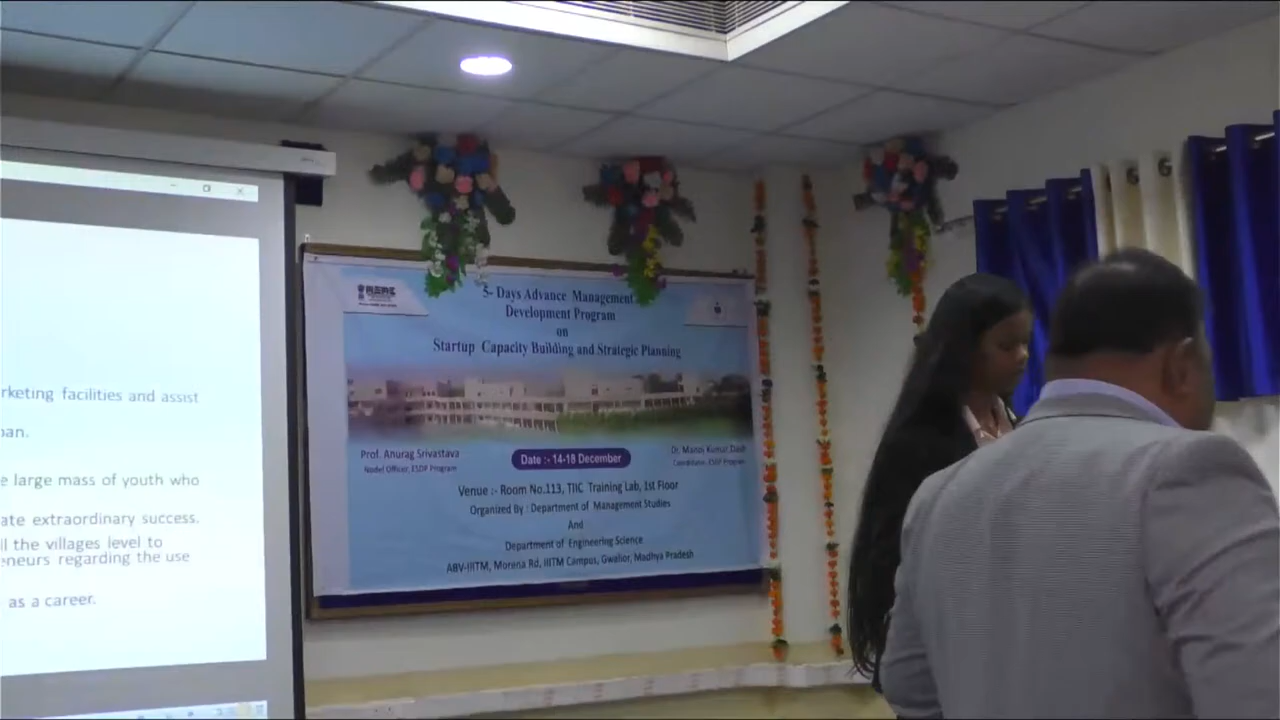 rketing facilities and assist
oan.
e large mass of youth who
ate extraordinary success.
ll the villages level to
eneurs regarding the use
as a career.
5- Days Advance Management
Development Program
on
Startup Capacity Building and Strategic Planning
Prof. Anurag Srivastava
Nodel Officer, ESDP Program
Date :- 14-18 December
Dr. Manoj Kumar Dash
Coordinator, ESDP Program
Venue :- Room No.113, TIIC Training Lab, 1st Floor
Organized By : Department of Management Studies
And
Department of Engineering Science
ABV-IIITM, Morena Rd, IIITM Campus, Gwalior, Madhya Pradesh